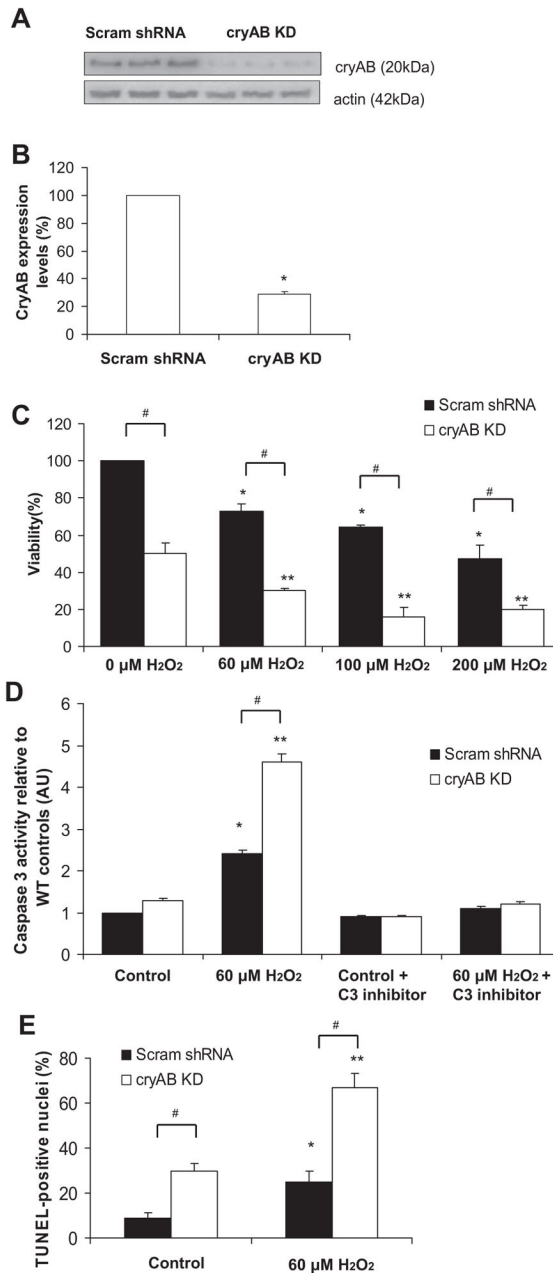 A
Scram shRNA cryAB KD
cryAB (20kDa)
actin (42kDa)
B
CryAB expression
levels (%)
120
100
80
60
40
20
0
*
Scram shRNA cryAB KD
C
Scram shRNA
cryAB KD
Viability(%)
120
100
80
60
40
20
0
# # # #
* * *
** ** **
0 µM H2O2 60 µM H2O2 100 µM H2O2 200 µM H2O2
D
Caspase 3 activity relative to
WT controls (AU)
Scram shRNA
cryAB KD
6
5
4
3
2
1
0
#
**
*
Control 60 µM H2O2 Control + 60 µM H2O2 +
C3 inhibitor C3 inhibitor
E
Scram shRNA
cryAB KD
TUNEL-positive nuclei (%)
80
60
40
20
0
#
#
**
*
Control 60 µM H2O2